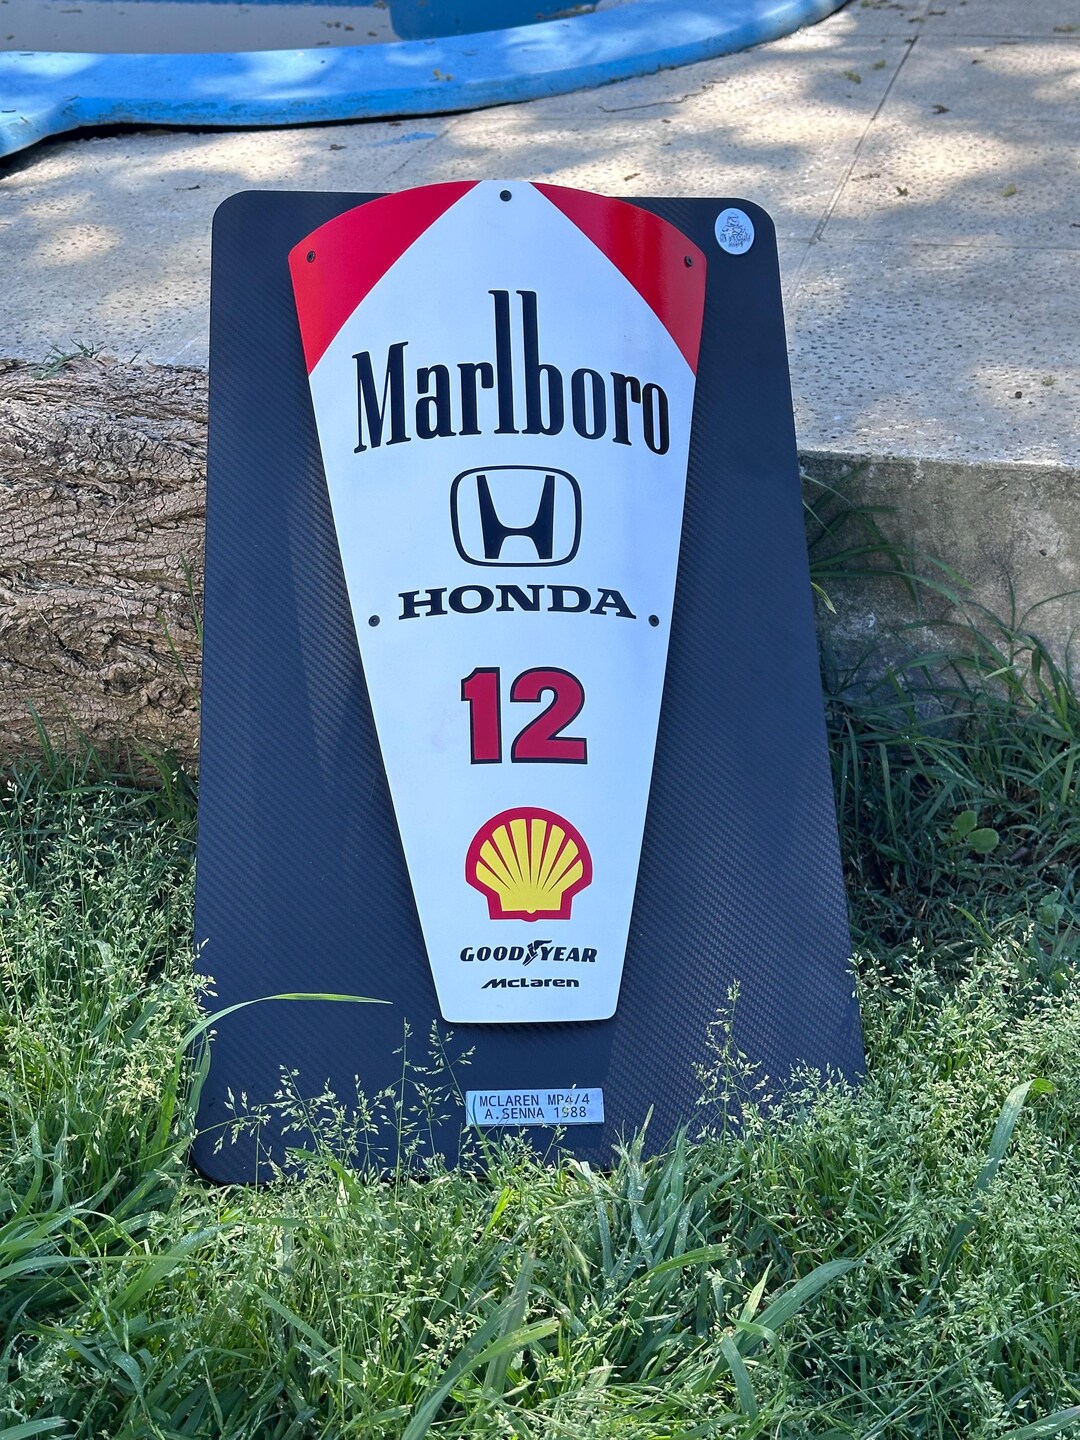 Marlboro
HONDA
12
GOODYEAR
McLaren
MCLAREN MP4/4
A.SENNA 1988